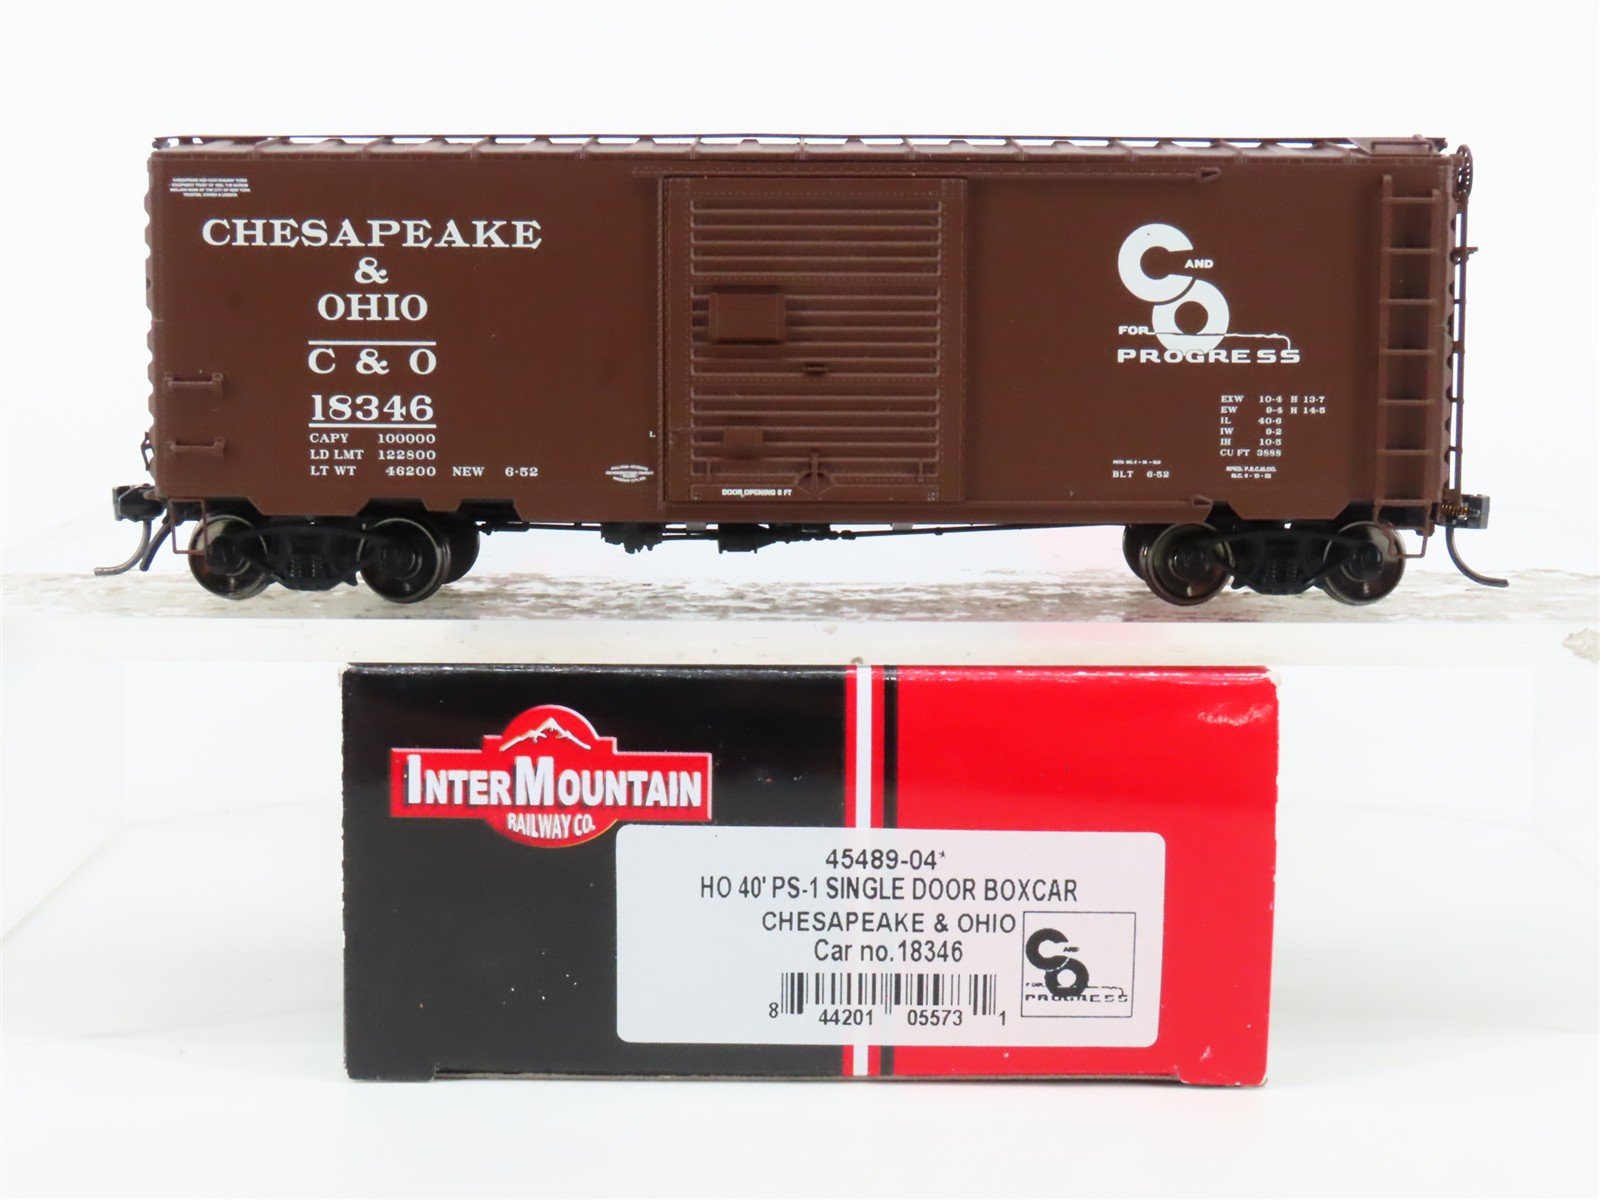 CHESAPEAKE
&
OHIO
C & O
18346
CAPY 100000
LD LMT 122800
LT WT 46200 NEW 6-52
L
DOOR OPENING 8 FT
C AND
O
FOR
PROGRESS
EXW 10-4 H 13-7
EW 9-4 H 14-5
IL 40-6
IW 9-2
IH 10-5
CU FT 3888
BLT 6-52
INTERMOUNTAIN
RAILWAY CO.
45489-04*
HO 40' PS-1 SINGLE DOOR BOXCAR
CHESAPEAKE & OHIO
Car no.18346
8 44201 05573 1
C AND
O
FOR
PROGRESS